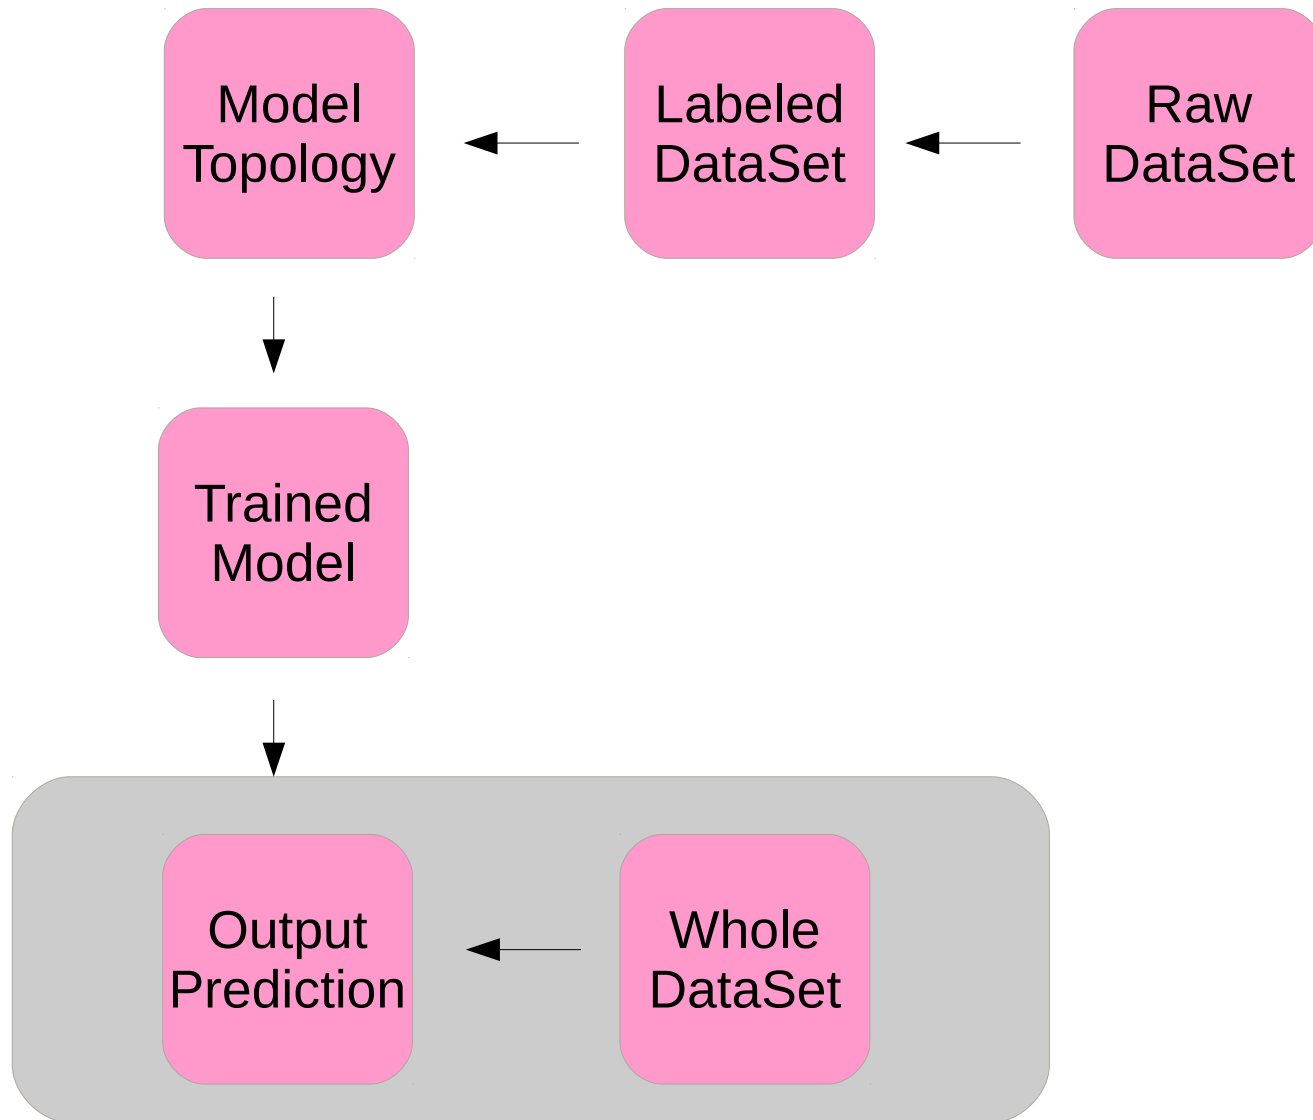 Model
Topology
Labeled
DataSet
Raw
DataSet
Trained
Model
Output
Prediction
Whole
DataSet